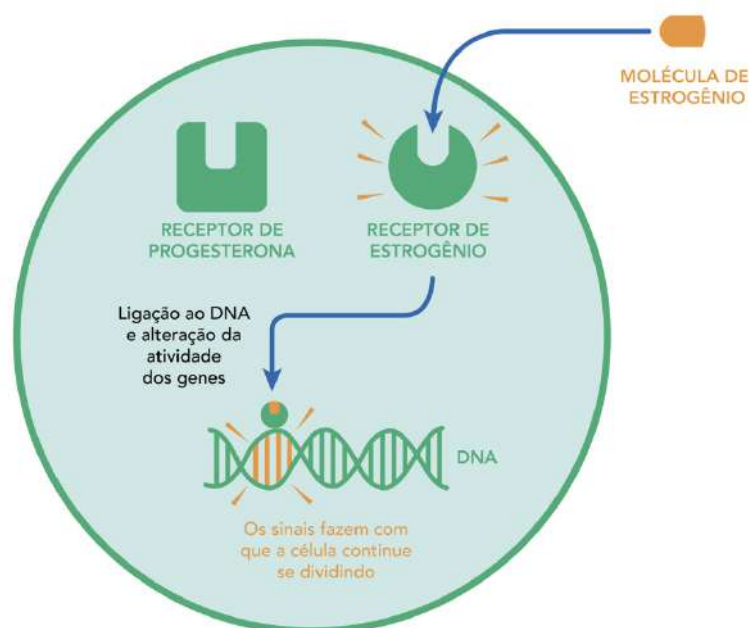 MOLÉCULA DE
ESTROGÊNIO
RECEPTOR DE
PROGESTERONA
RECEPTOR DE
ESTROGÊNIO
Ligação ao DNA
e alteração da
atividade
dos genes
DNA
Os sinais fazem com
que a célula continue
se dividindo